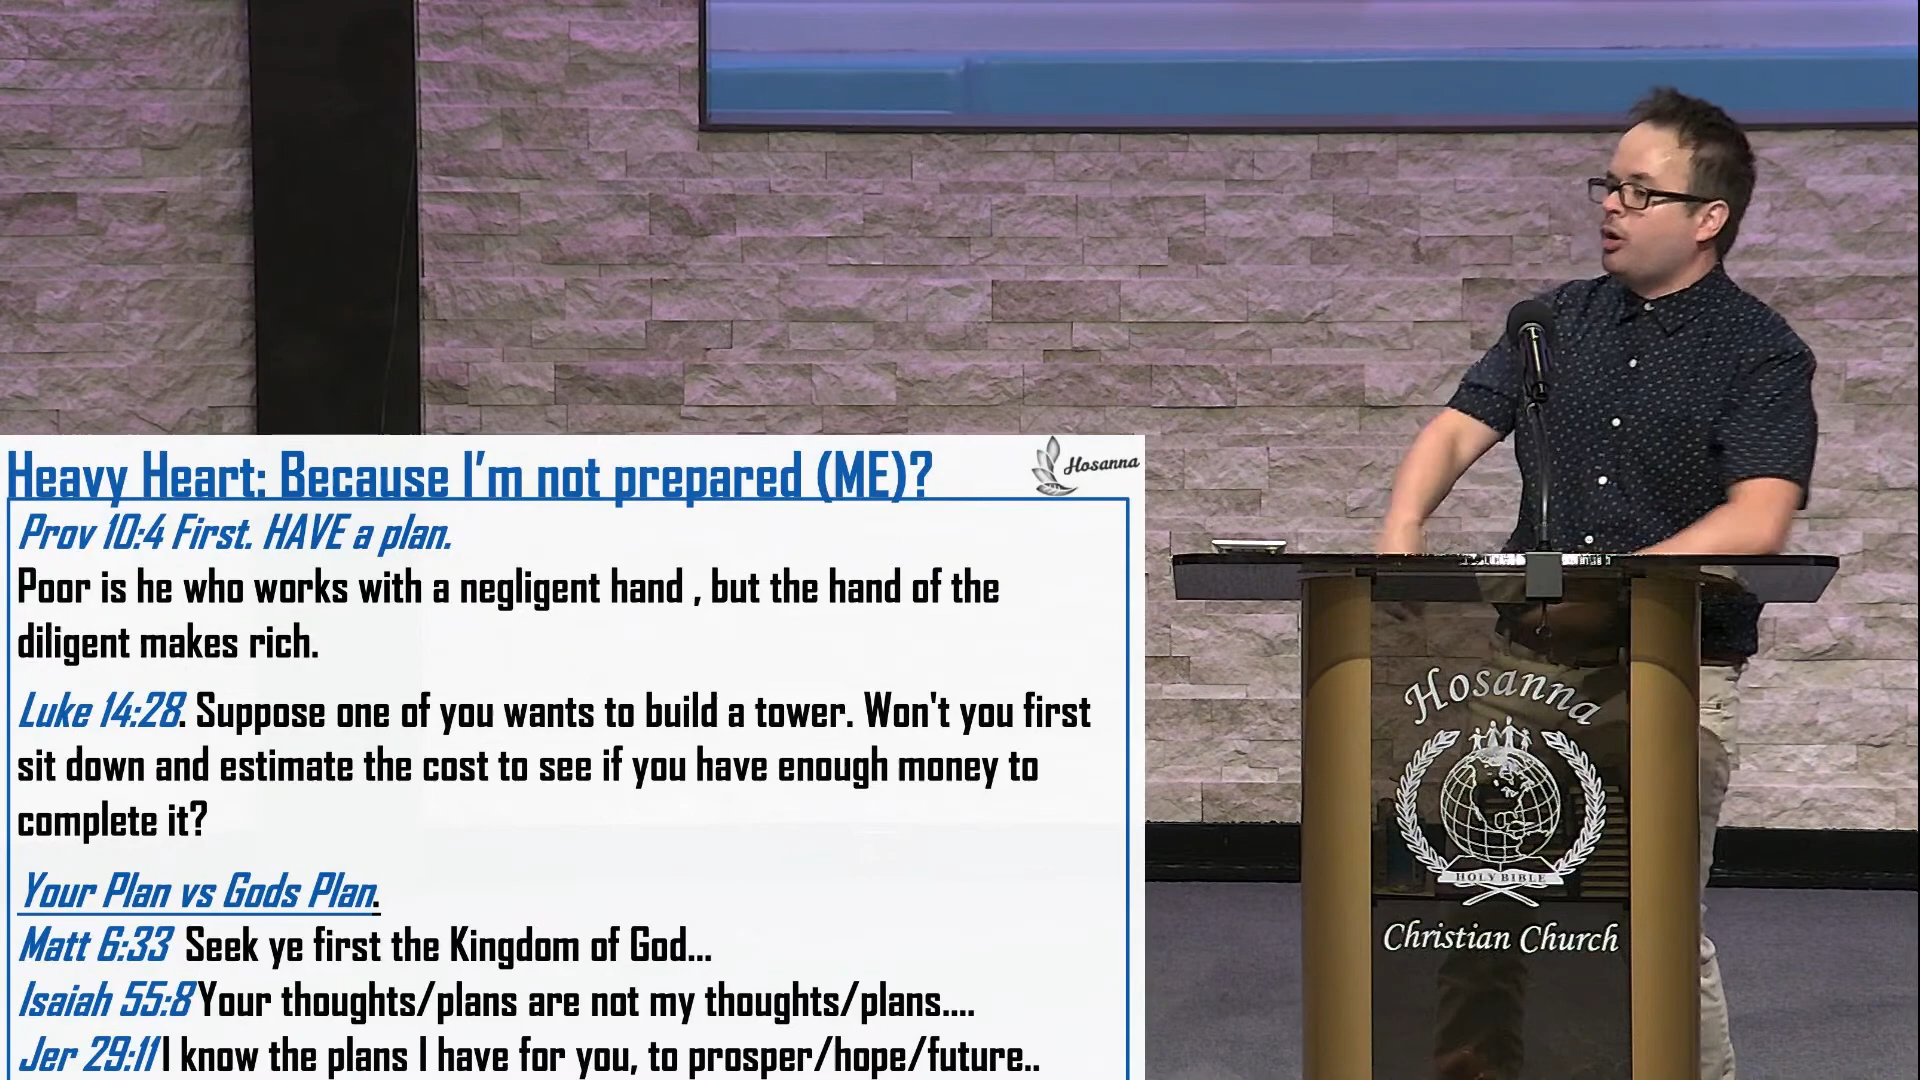 Heavy Heart: Because I'm not prepared (ME)?
Hosanna
Prov 10:4 First. HAVE a plan.
Poor is he who works with a negligent hand , but the hand of the
diligent makes rich.
Luke 14:28. Suppose one of you wants to build a tower. Won't you first
sit down and estimate the cost to see if you have enough money to
complete it?
Your Plan vs Gods Plan.
Matt 6:33 Seek ye first the Kingdom of God...
Isaiah 55:8 Your thoughts/plans are not my thoughts/plans....
Jer 29:11 I know the plans I have for you, to prosper/hope/future..
Hosanna
HOLY BIBLE
Christian Church